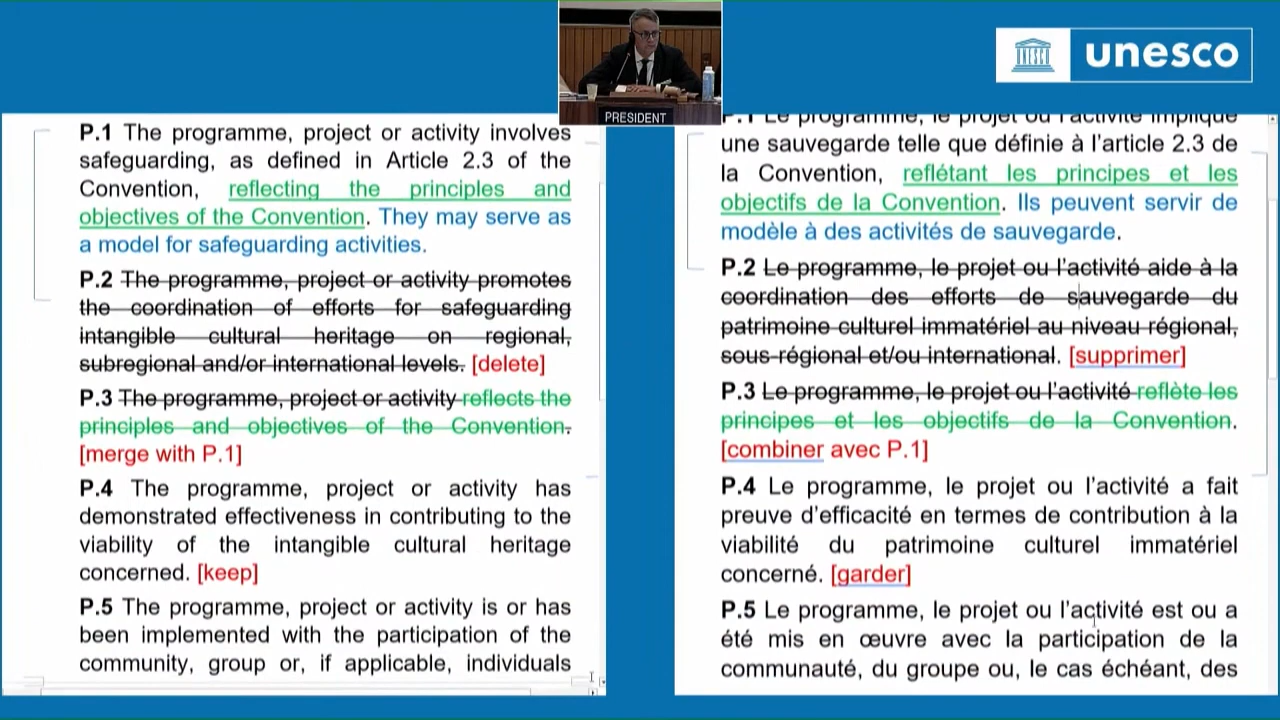 unesco
PRESIDENT
P.1 The programme, project or activity involves
safeguarding, as defined in Article 2.3 of the
Convention, reflecting the principles and
objectives of the Convention. They may serve as
a model for safeguarding activities.
P.2 The programme, project or activity promotes
the coordination of efforts for safeguarding
intangible cultural heritage on regional,
subregional and/or international levels. [delete]
P.3 The programme, project or activity reflects the
principles and objectives of the Convention.
[merge with P.1]
P.4 The programme, project or activity has
demonstrated effectiveness in contributing to the
viability of the intangible cultural heritage
concerned. [keep]
P.5 The programme, project or activity is or has
been implemented with the participation of the
community, group or, if applicable, individuals
P.1 Le programme, le projet ou l'activité implique
une sauvegarde telle que définie à l'article 2.3 de
la Convention, reflétant les principes et les
objectifs de la Convention. Ils peuvent servir de
modèle à des activités de sauvegarde.
P.2 Le programme, le projet ou l'activité aide à la
coordination des efforts de sauvegarde du
patrimoine culturel immatériel au niveau régional,
sous-régional et/ou international. [supprimer]
P.3 Le programme, le projet ou l'activité reflète les
principes et les objectifs de la Convention.
[combiner avec P.1]
P.4 Le programme, le projet ou l'activité a fait
preuve d'efficacité en termes de contribution à la
viabilité du patrimoine culturel immatériel
concerné. [garder]
P.5 Le programme, le projet ou l'activité est ou a
été mis en œuvre avec la participation de la
communauté, du groupe ou, le cas échéant, des